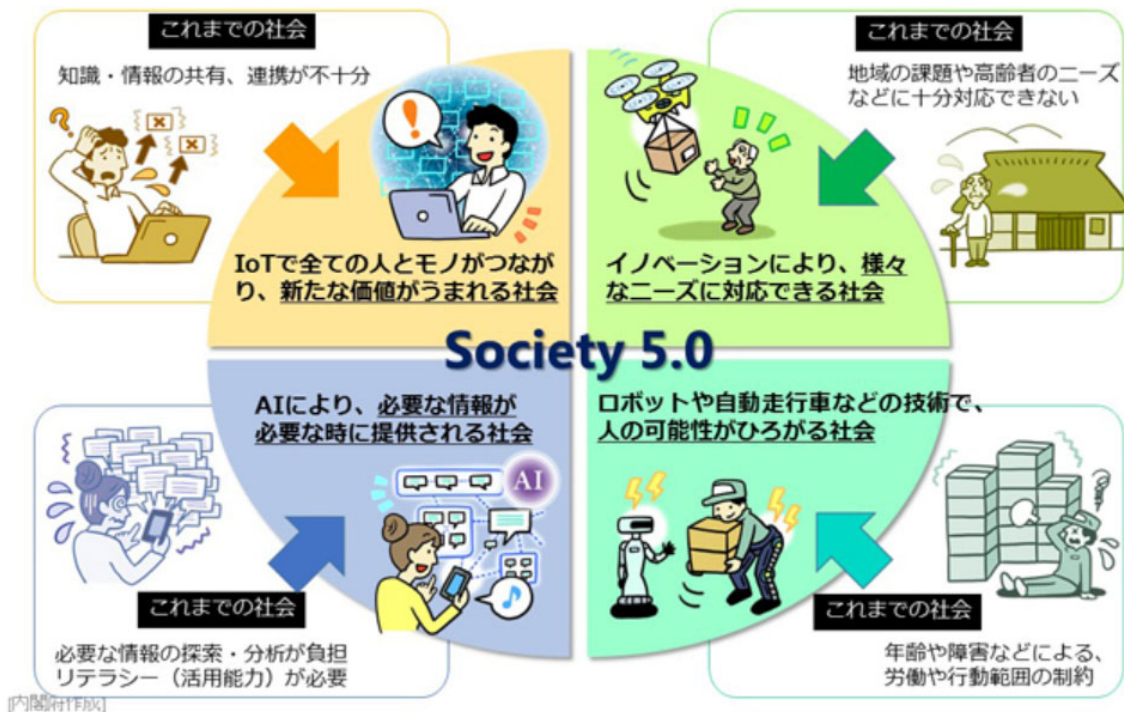 これまでの社会
知識・情報の共有、連携が不十分
IoTで全ての人とモノがつなが
り、新たな価値がうまれる社会
これまでの社会
地域の課題や高齢者のニーズ
などに十分対応できない
イノベーションにより、様々
なニーズに対応できる社会
Society 5.0
AIにより、必要な情報が
必要な時に提供される社会
AI
これまでの社会
必要な情報の探索・分析が負担
リテラシー（活用能力）が必要
ロボットや自動走行車などの技術で、
人の可能性がひろがる社会
これまでの社会
年齢や障害などによる、
労働や行動範囲の制約
[内閣府作成]